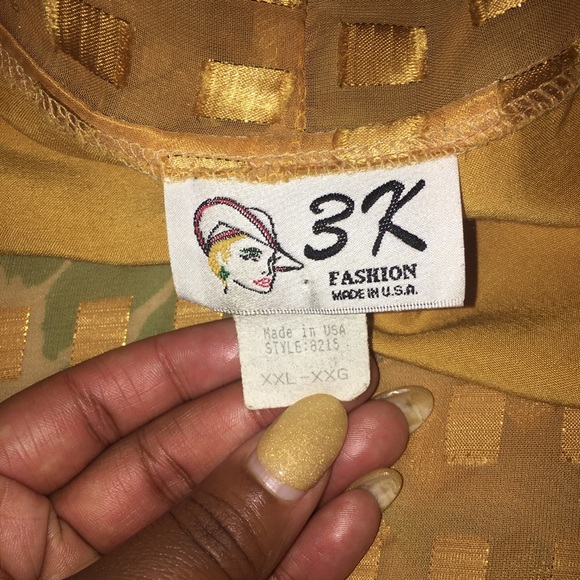 3K
FASHION
MADE IN U.S.A.
Made in USA
STYLE:8215
XXL-XXG